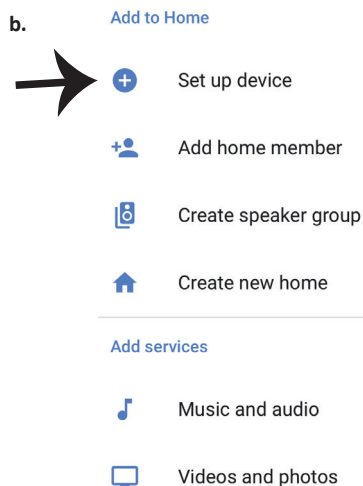 b.
Add to Home
Set up device
Add home member
Create speaker group
Create new home
Add services
Music and audio
Videos and photos